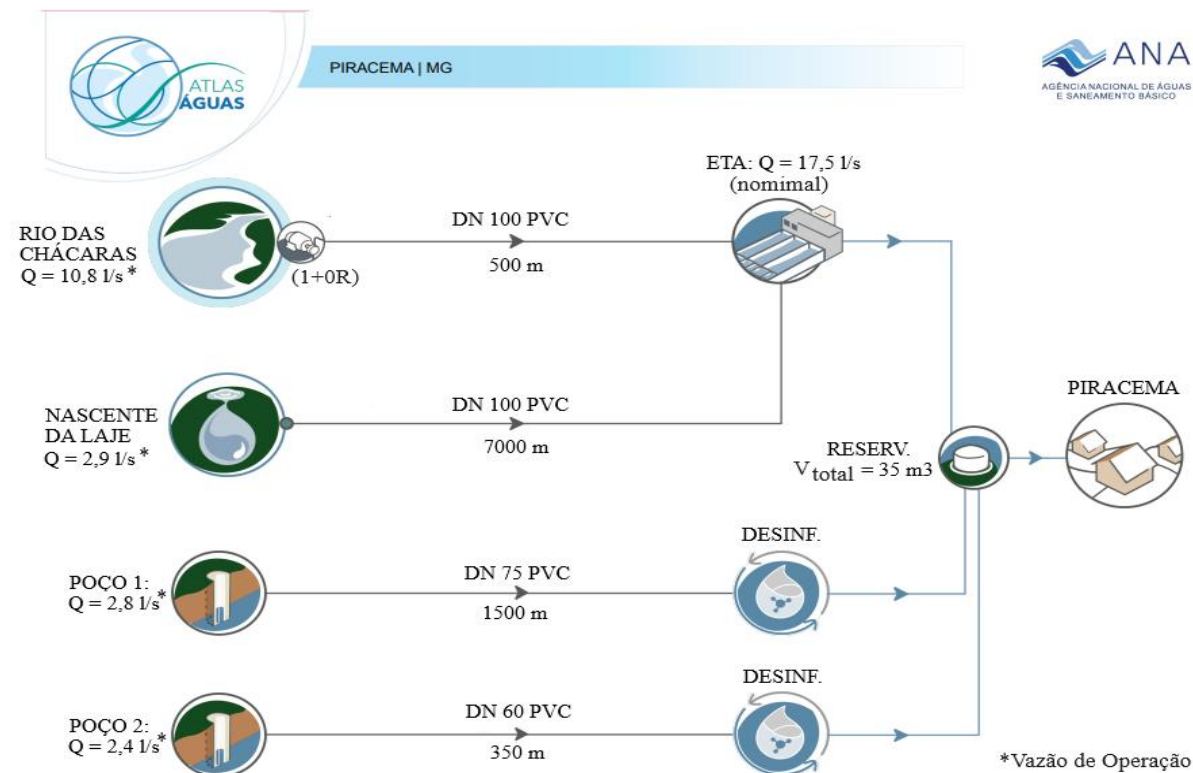 ATLAS
ÁGUAS
PIRACEMA | MG
ANA
AGÊNCIA NACIONAL DE ÁGUAS
E SANEAMENTO BÁSICO
ETA: Q = 17,5 l/s
(nomimal)
RIO DAS
CHÁCARAS
Q = 10,8 l/s *
(1+0R)
DN 100 PVC
500 m
NASCENTE
DA LAJE
Q = 2,9 l/s *
DN 100 PVC
7000 m
RESERV.
Vtotal = 35 m3
PIRACEMA
POÇO 1:
Q = 2,8 l/s*
DN 75 PVC
1500 m
DESINF.
POÇO 2:
Q = 2,4 l/s*
DN 60 PVC
350 m
DESINF.
*Vazão de Operação